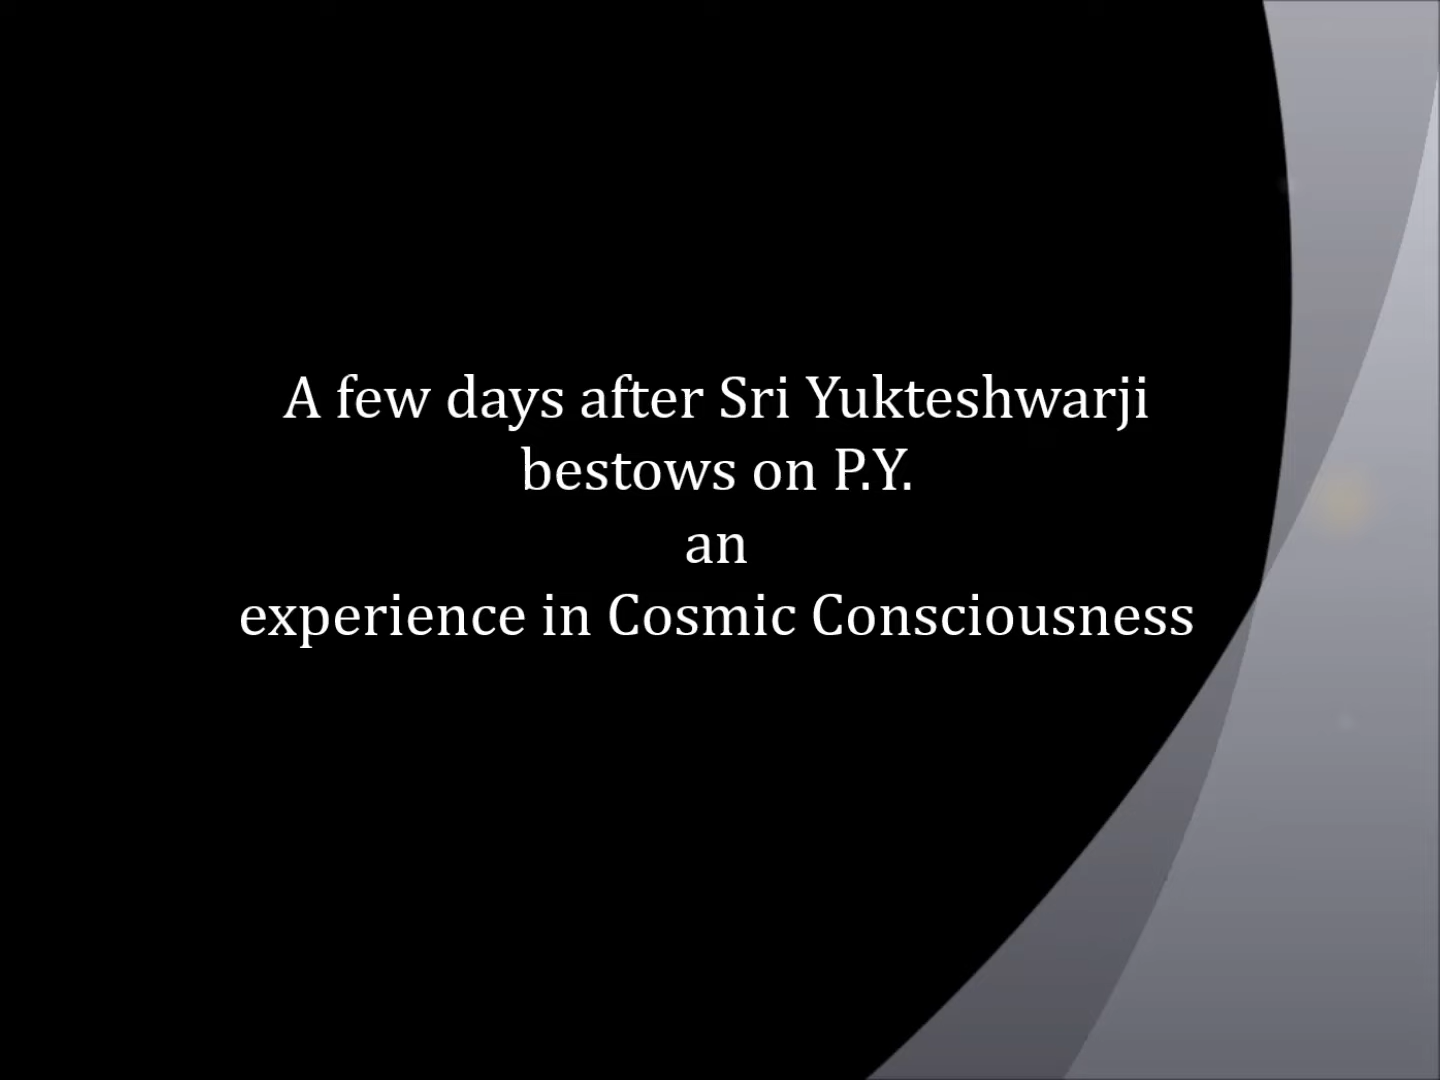 A few days after Sri Yukteshwarji
bestows on P.Y.
an
experience in Cosmic Consciousness